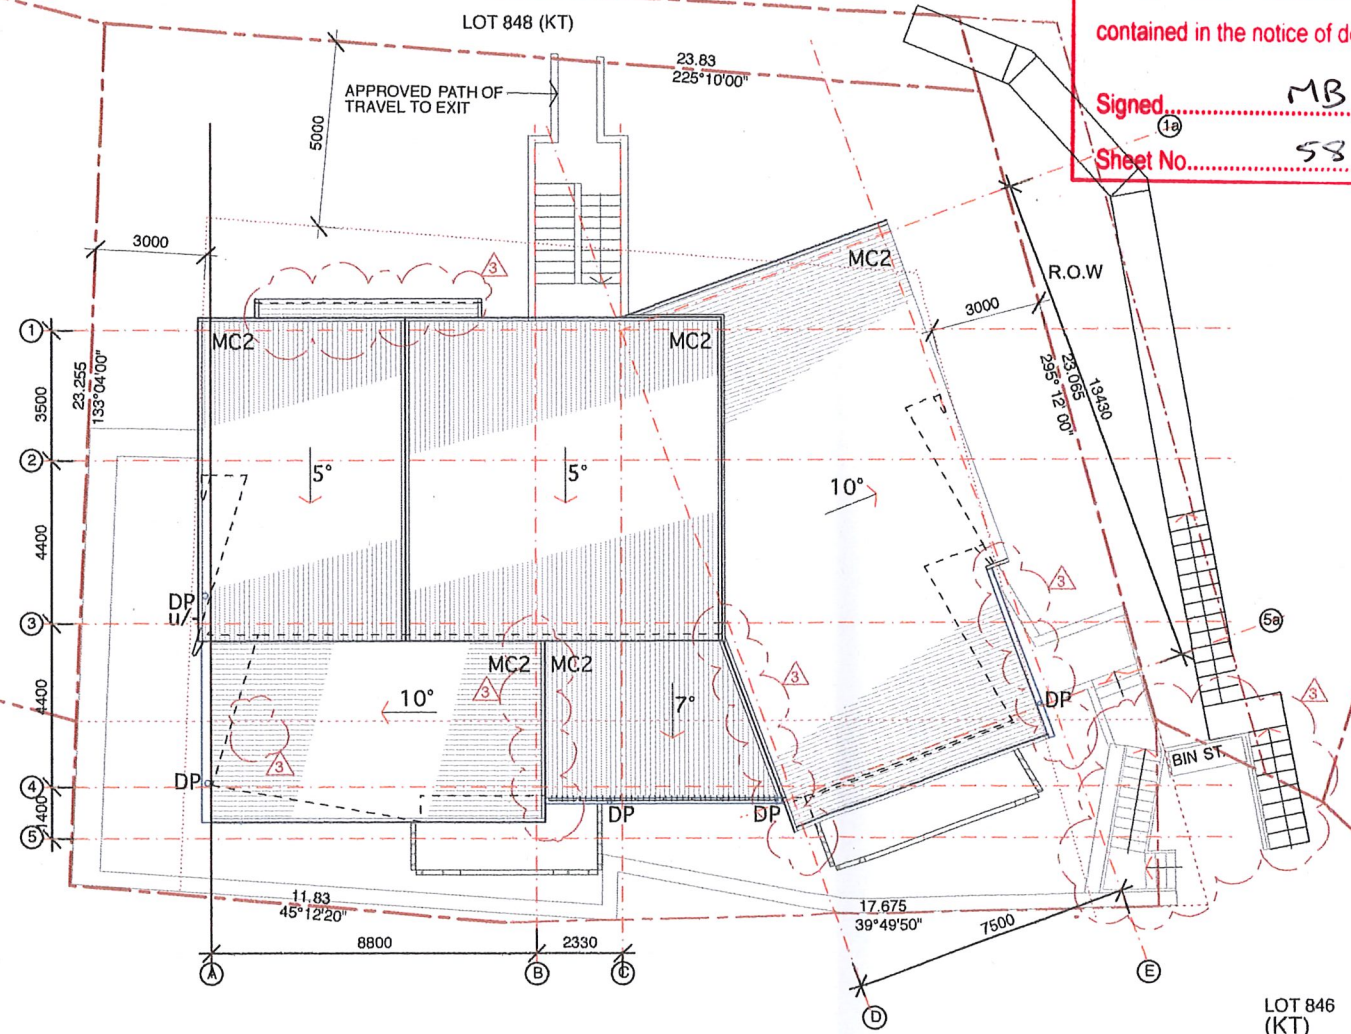 LOT 848 (KT)
contained in the notice of d
Signed
MB
Sheet No.
58
23.83
225°10'00"
APPROVED PATH OF
TRAVEL TO EXIT
5000
1a
3000
3
MC2
R.O.W
3000
1
MC2
MC2
23.255
133°04'00"
3500
13430
23.065
295° 12' 00"
2
5°
5°
10°
4400
DP
u/
3
3
5a
MC2
MC2
3
3
3
4400
10°
7°
DP
3
BIN ST.
DP
4
DP
DP
1400
5
11.83
45°12'20"
17.675
39°49'50"
7500
8800
2330
A
B
C
D
E
LOT 846
(KT)